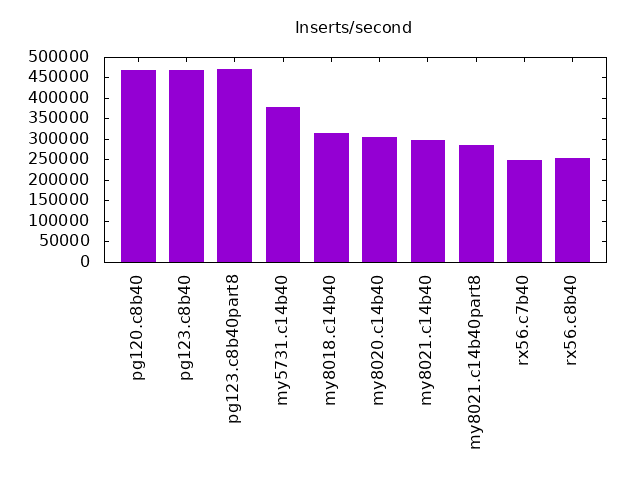 Inserts/second
500000
450000
400000
350000
300000
250000
200000
150000
100000
50000
0
pg120.c8b40
pg123.c8b40
pg123.c8b40part8
my5731.c14b40
my8018.c14b40
my8020.c14b40
my8021.c14b40
my8021.c14b40part8
rx56.c7b40
rx56.c8b40